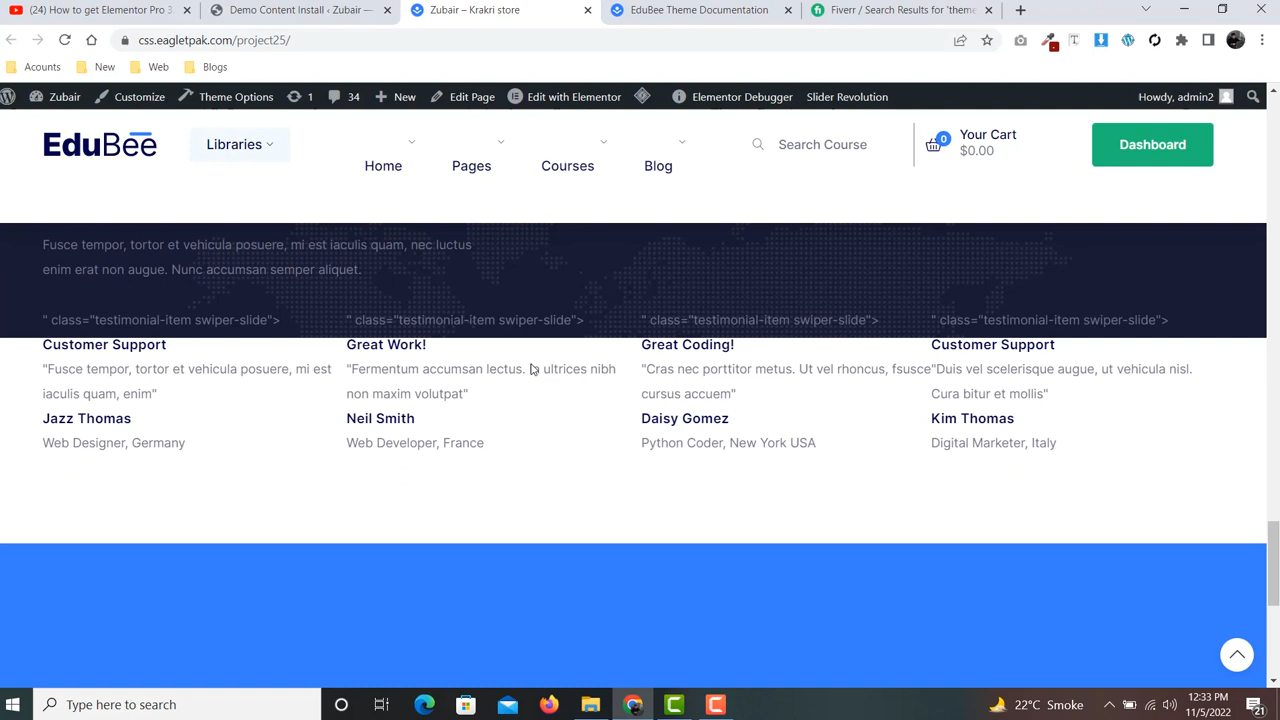 (24) How to get Elementor Pro 3
Demo Content Install ‹ Zubair —
Zubair – Krakri store
EduBee Theme Documentation
Fiverr / Search Results for 'theme
css.eagletpak.com/project25/
Acounts
New
Web
Blogs
Zubair
Customize
Theme Options
1
34
New
Edit Page
Edit with Elementor
Elementor Debugger
Slider Revolution
Howdy, admin2
EduBee
Libraries
Home
Pages
Courses
Blog
Search Course
0
Your Cart
$0.00
Dashboard
Fusce tempor, tortor et vehicula posuere, mi est iaculis quam, nec luctus
enim erat non augue. Nunc accumsan semper aliquet.
" class="testimonial-item swiper-slide">
Customer Support
"Fusce tempor, tortor et vehicula posuere, mi est
iaculis quam, enim"
Jazz Thomas
Web Designer, Germany
" class="testimonial-item swiper-slide">
Great Work!
"Fermentum accumsan lectus. ultrices nibh
non maxim volutpat"
Neil Smith
Web Developer, France
" class="testimonial-item swiper-slide">
Great Coding!
"Cras nec porttitor metus. Ut vel rhoncus, fsusce
cursus accuem"
Daisy Gomez
Python Coder, New York USA
" class="testimonial-item swiper-slide">
Customer Support
"Duis vel scelerisque augue, ut vehicula nisl.
Cura bitur et mollis"
Kim Thomas
Digital Marketer, Italy
Type here to search
22°C Smoke
12:33 PM
11/5/2022
21